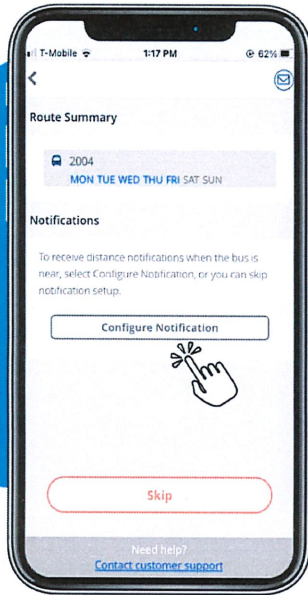 T-Mobile 1:17 PM 62%
Route Summary
2004
MON TUE WED THU FRI SAT SUN
Notifications
To receive distance notifications when the bus is
near, select Configure Notification, or you can skip
notification setup.
Configure Notification
Skip
Need help?
Contact customer support